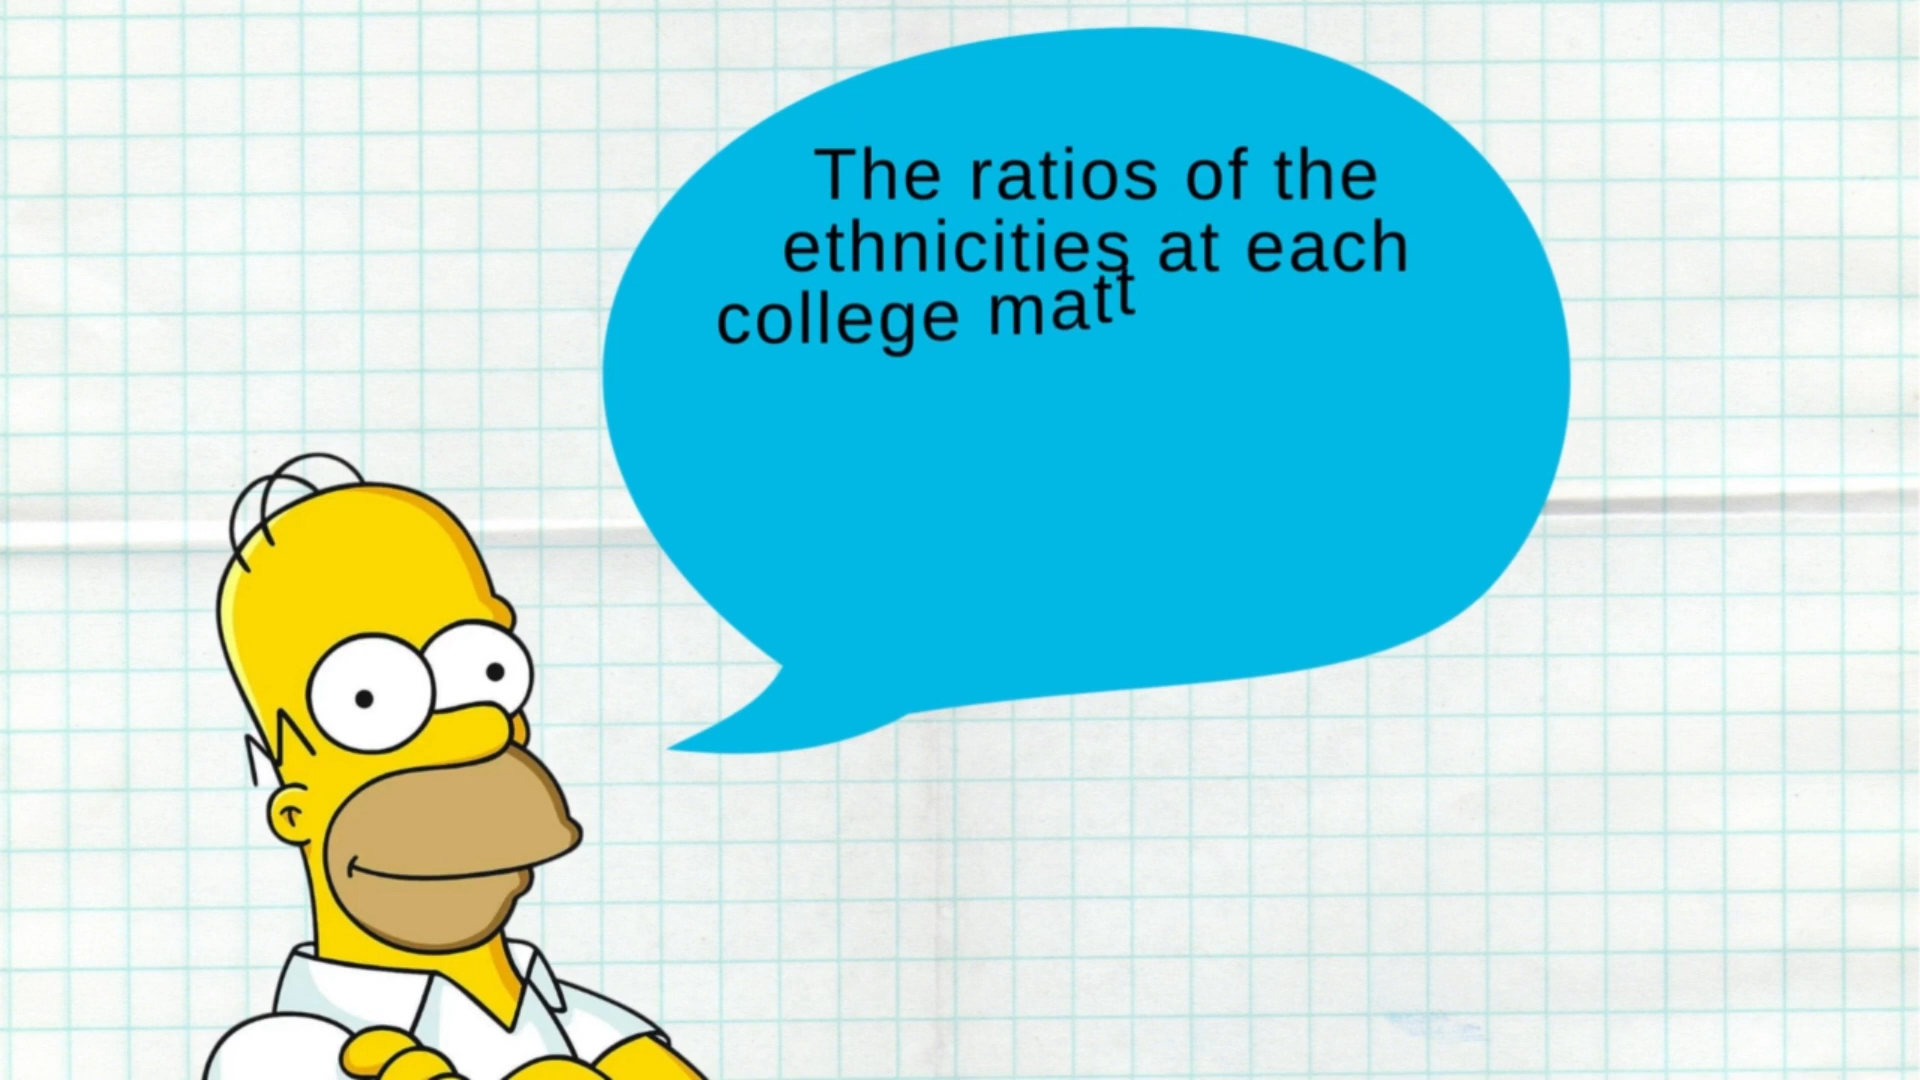 The ratios of the
ethnicities at each
college matt